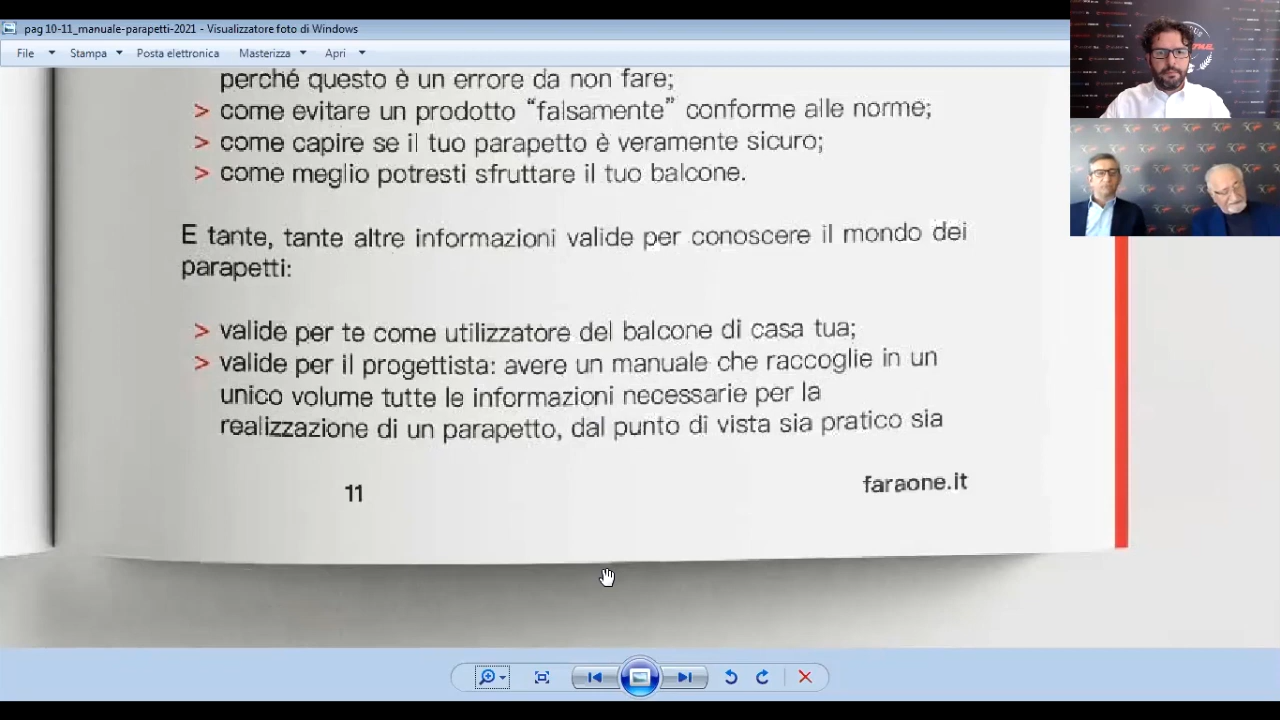 pag 10-11_manuale-parapetti-2021 - Visualizzatore foto di Windows
File Stampa Posta elettronica Masterizza Apri
perché questo è un errore da non fare;
> come evitare un prodotto “falsamente” conforme alle norme;
> come capire se il tuo parapetto è veramente sicuro;
> come meglio potresti sfruttare il tuo balcone.
E tante, tante altre informazioni valide per conoscere il mondo dei
parapetti:
> valide per te come utilizzatore del balcone di casa tua;
> valide per il progettista: avere un manuale che raccoglie in un
unico volume tutte le informazioni necessarie per la
realizzazione di un parapetto, dal punto di vista sia pratico sia
11 faraone.it